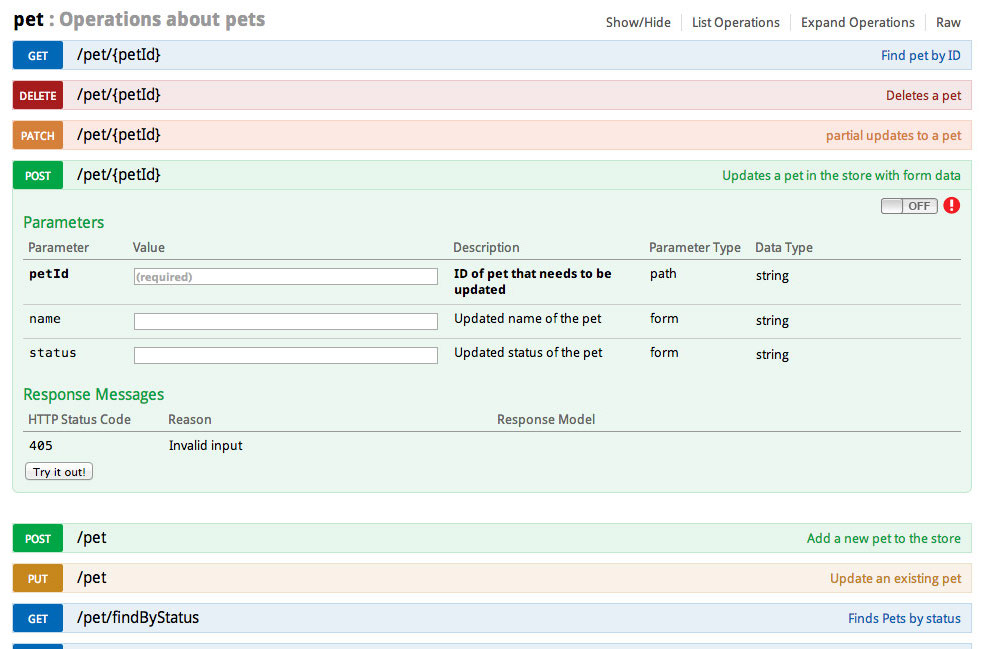 pet : Operations about pets
Show/Hide List Operations Expand Operations Raw
GET /pet/{petId} Find pet by ID
DELETE /pet/{petId} Deletes a pet
PATCH /pet/{petId} partial updates to a pet
POST /pet/{petId} Updates a pet in the store with form data
OFF !
Parameters
Parameter Value Description Parameter Type Data Type
petId (required) ID of pet that needs to be updated path string
name Updated name of the pet form string
status Updated status of the pet form string
Response Messages
HTTP Status Code Reason Response Model
405 Invalid input
Try it out!
POST /pet Add a new pet to the store
PUT /pet Update an existing pet
GET /pet/findByStatus Finds Pets by status